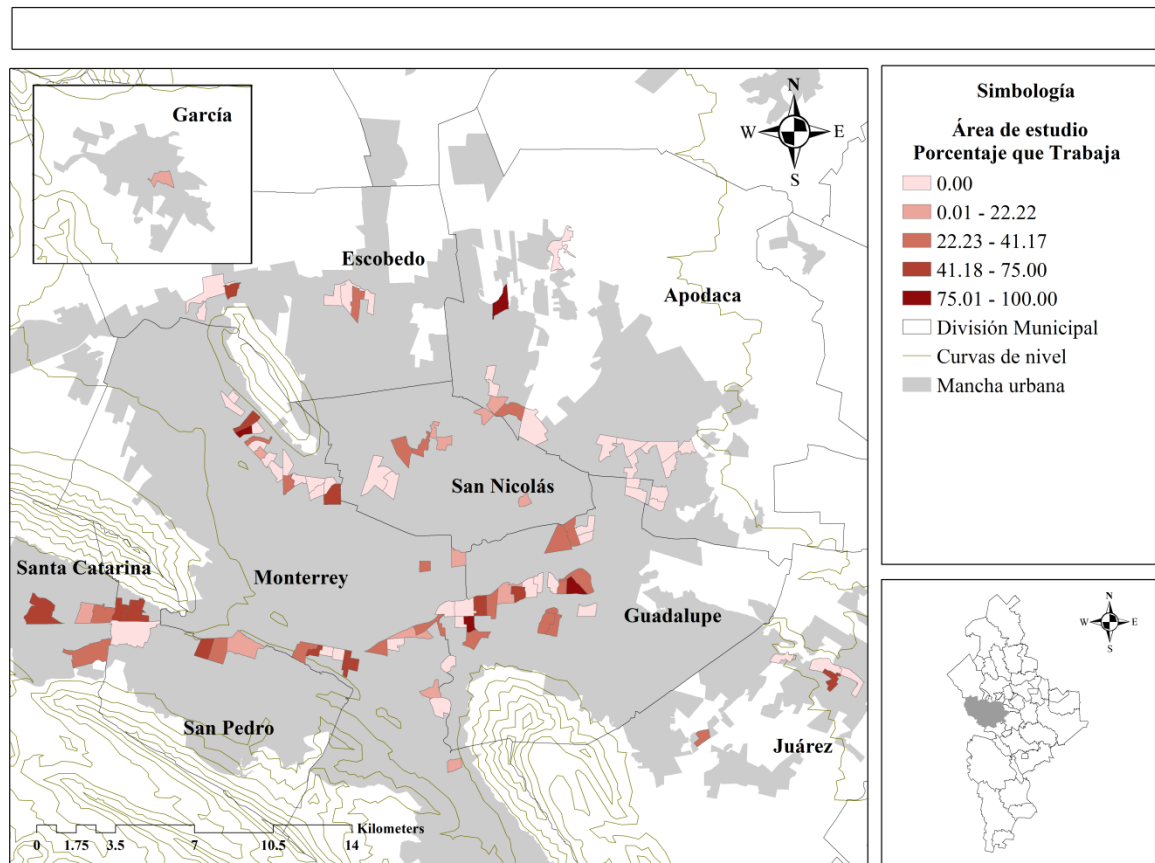 García
N
W E
S
Escobedo
Apodaca
San Nicolás
Santa Catarina
Monterrey
Guadalupe
San Pedro
Juárez
Kilometers
0 1.75 3.5 7 10.5 14
Simbología
Área de estudio
Porcentaje que Trabaja
0.00
0.01 - 22.22
22.23 - 41.17
41.18 - 75.00
75.01 - 100.00
División Municipal
Curvas de nivel
Mancha urbana
N
W E
S